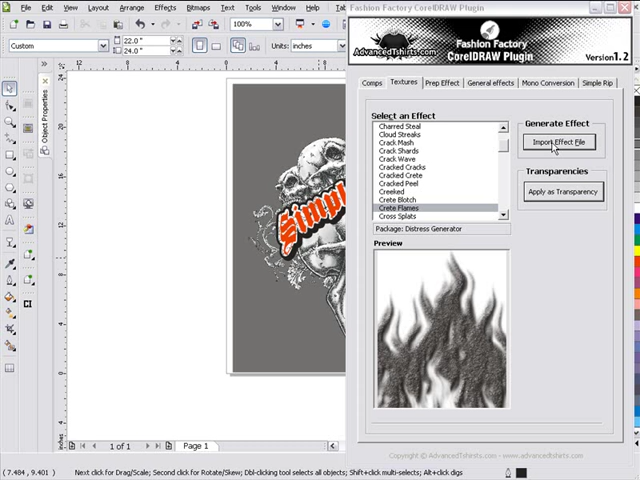 Fashion Factory CorelDRAW Plugin
File Edit View Layout Arrange Effects Bitmaps Text Tools Window Help
100%
Custom
22.0 "
24.0 "
Units: inches
AdvancedTshirts.com
Fashion Factory
CorelDRAW Plugin
Version 1.2
Comps Textures Prep Effect General effects Mono Conversion Simple Rip
Object Properties
Select an Effect
Charred Steal
Cloud Streaks
Crack Mash
Crack Shards
Crack Wave
Cracked Cracks
Cracked Crete
Cracked Peel
Creeked
Crete Blotch
Crete Flames
Cross Splats
Generate Effect
Import Effect File
Transparencies
Apply as Transparency
Package: Distress Generator
Preview
Simpl
1 of 1
Page 1
Copyright © AdvancedTshirts.com - www.advancedtshirts.com
( 7.484 , 9.401 )
Next click for Drag/Scale; Second click for Rotate/Skew; Dbl-clicking tool selects all objects; Shift+click multi-selects; Alt+click digs